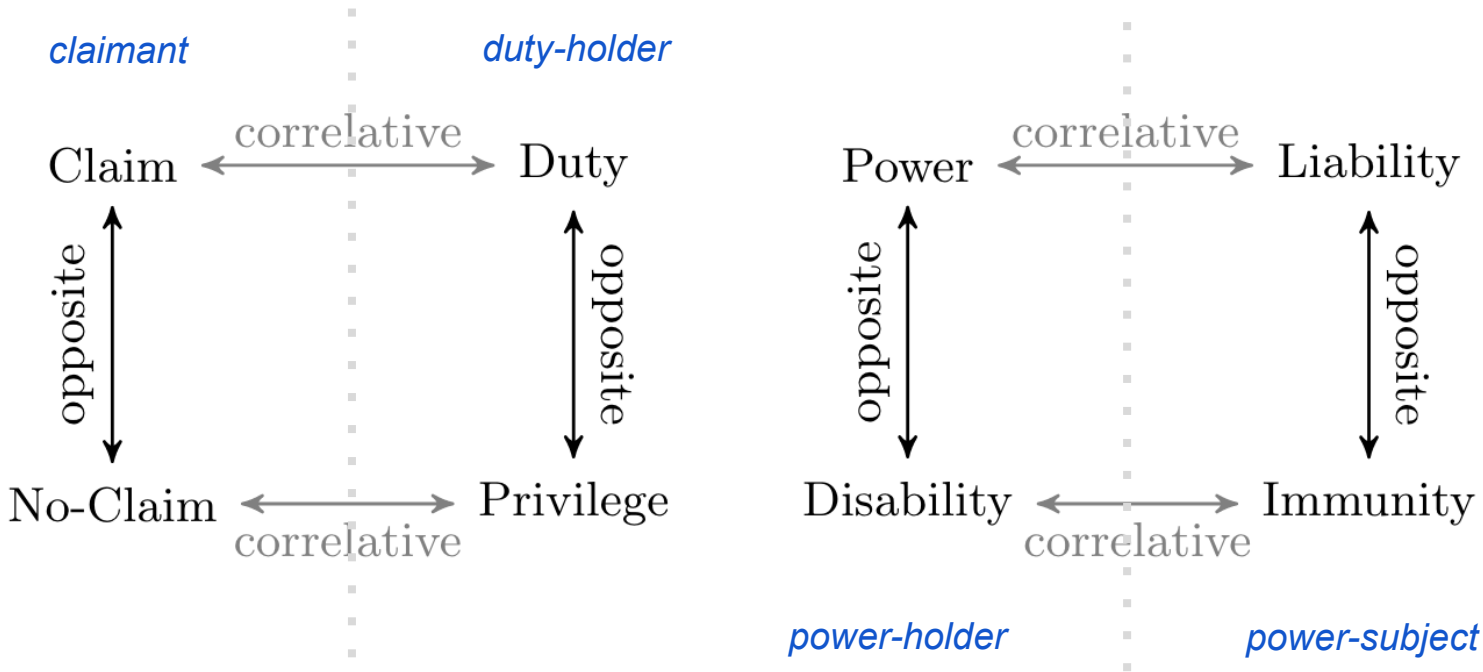 claimant
duty-holder
correlative
Claim
Duty
opposite
opposite
No-Claim
Privilege
correlative
correlative
Power
Liability
opposite
opposite
Disability
Immunity
correlative
power-holder
power-subject